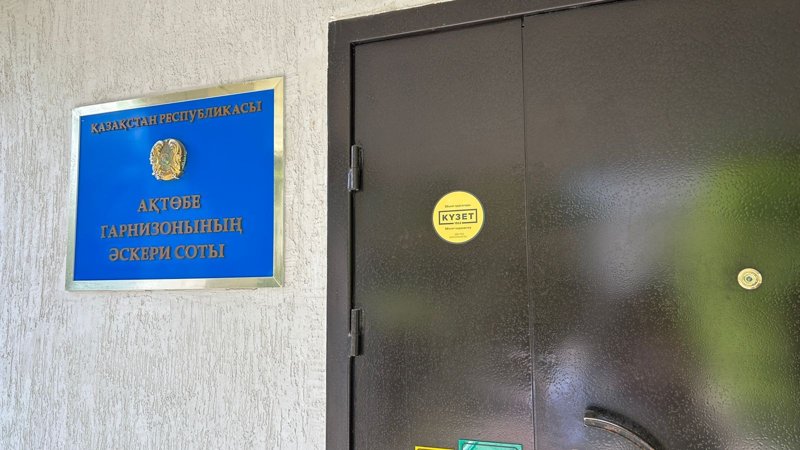 ҚАЗАҚСТАН РЕСПУБЛИКАСЫ
АҚТӨБЕ
ГАРНИЗОНЫНЫҢ
ӘСКЕРИ СОТЫ
КҮЗЕТ